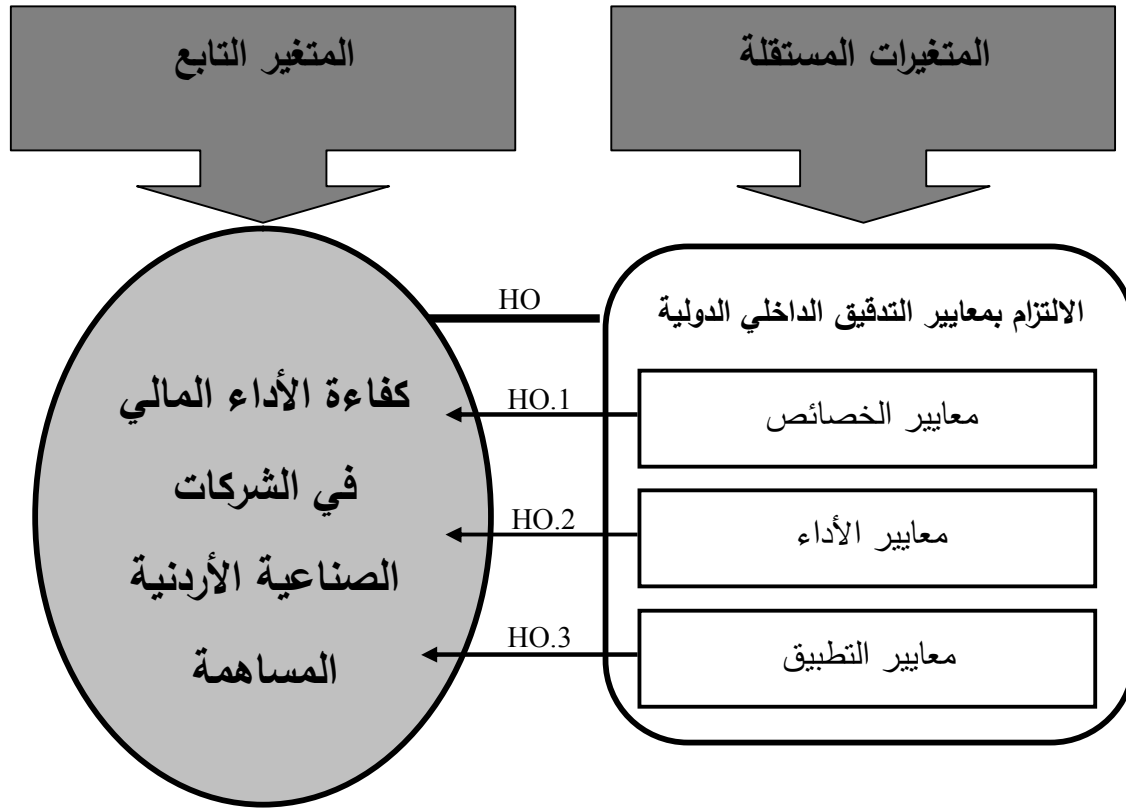 المتغيرات المستقلة
المتغير التابع
الالتزام بمعايير التدقيق الداخلي الدولية
معايير الخصائص
معايير الأداء
معايير التطبيق
HO
HO.1
HO.2
HO.3
كفاءة الأداء المالي
في الشركات
الصناعية الأردنية
المساهمة